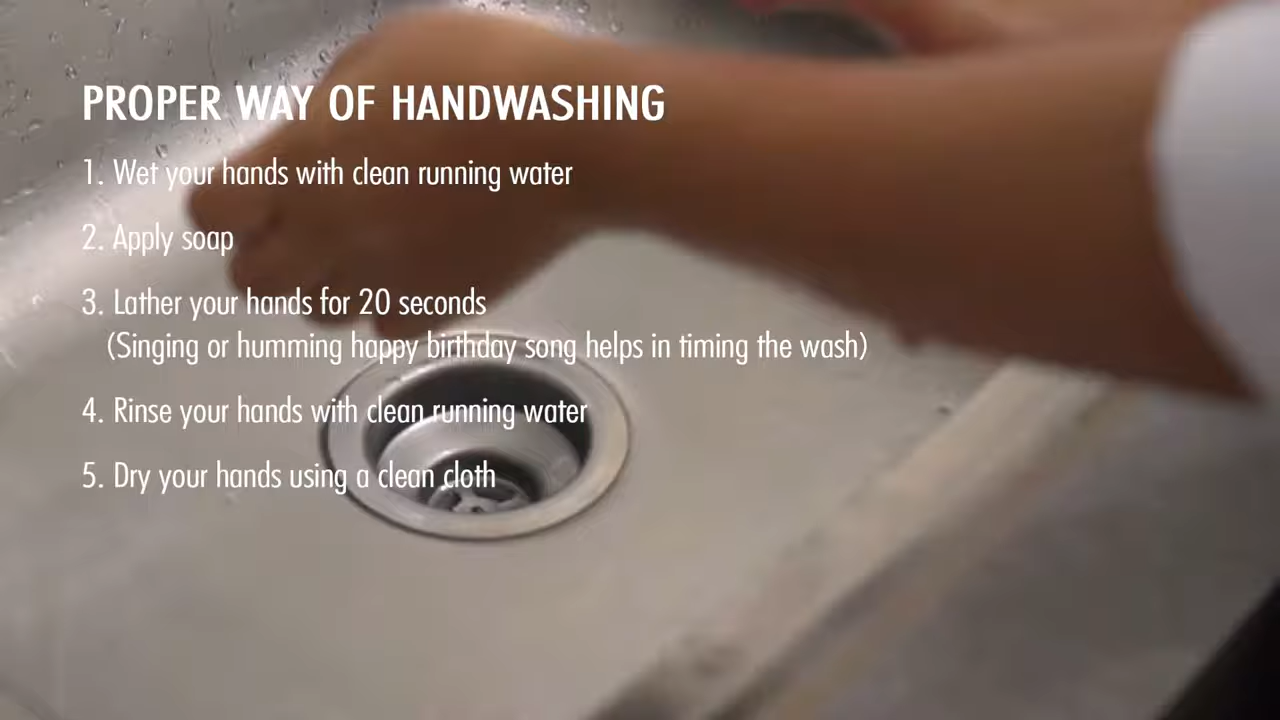 PROPER WAY OF HANDWASHING
1. Wet your hands with clean running water
2. Apply soap
3. Lather your hands for 20 seconds
(Singing or humming happy birthday song helps in timing the wash)
4. Rinse your hands with clean running water
5. Dry your hands using a clean cloth